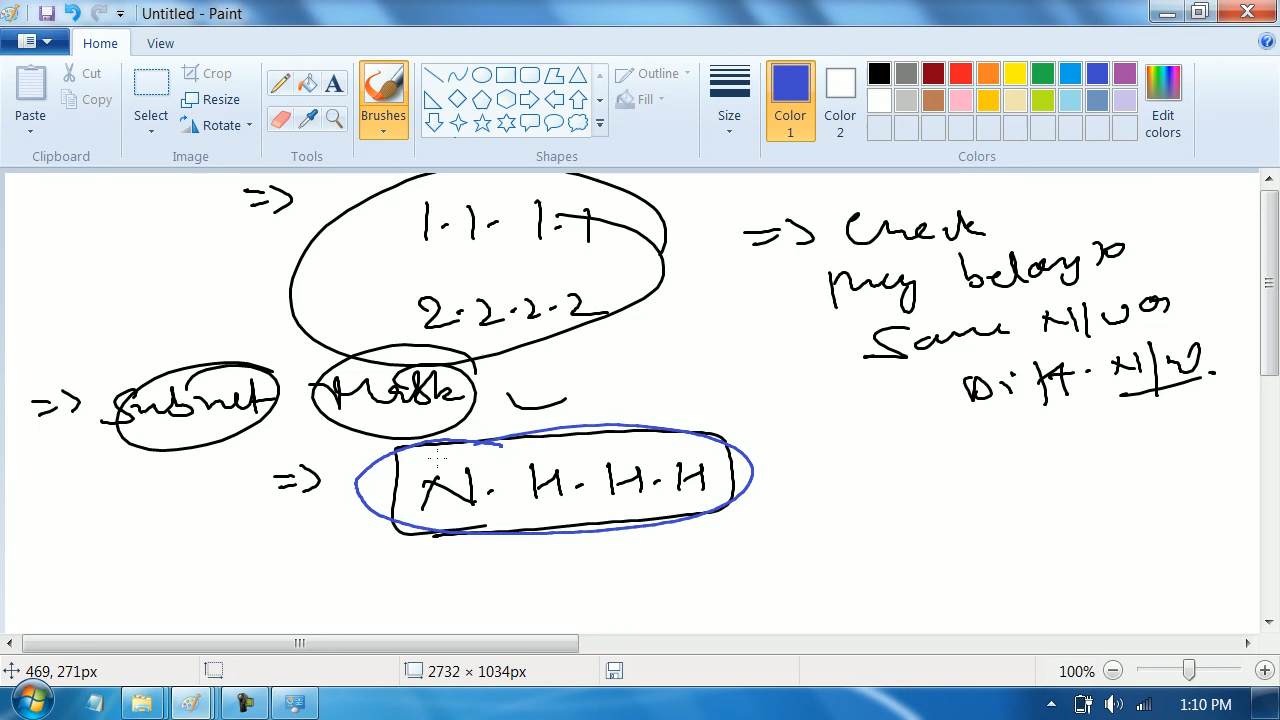 Untitled - Paint
Home View
Cut
Copy
Paste
Clipboard
Crop
Resize
Rotate
Select
Image
Tools
Brushes
Outline
Fill
Shapes
Size
Color 1
Color 2
Edit colors
Colors
=> 1.1.1.1
2.2.2.2
=> Check
they belongs
Same N/W or
Diff. N/W.
=> Subnet Mask
=> N. H. H. H
469, 271px
2732 × 1034px
100%
1:10 PM